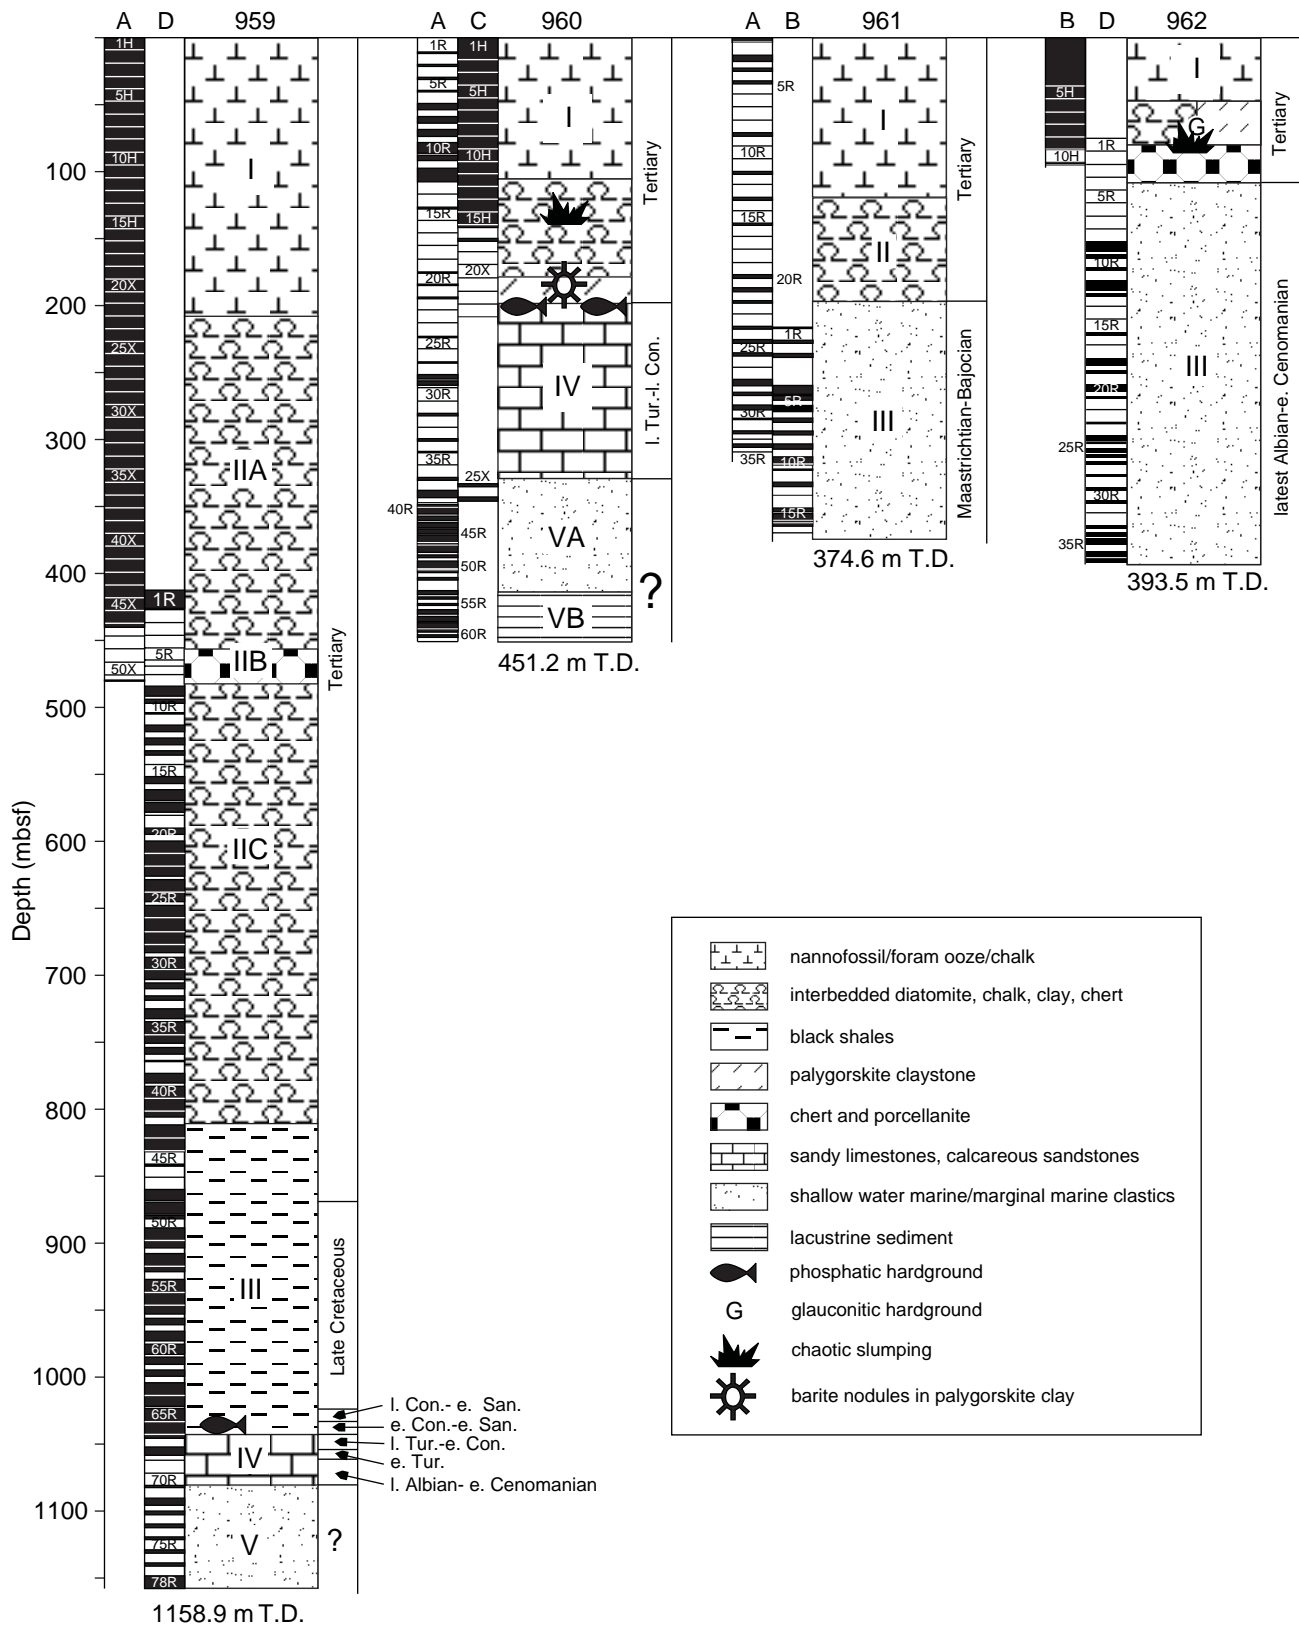 A D 959 A C 960 A B 961 B D 962
Depth (mbsf)
100
200
300
400
500
600
700
800
900
1000
1100
1H
5H
10H
15H
20X
25X
30X
35X
40X
45X
50X
1R
5R
10R
15R
20R
25R
30R
35R
40R
45R
50R
55R
60R
65R
70R
75R
78R
I
IIA
IIB
IIC
III
IV
V
Tertiary
Late Cretaceous
l. Con.- e. San.
e. Con.-e. San.
l. Tur.-e. Con.
e. Tur.
l. Albian- e. Cenomanian
?
1158.9 m T.D.
1R
5R
10R
15R
20R
25R
30R
35R
40R
45R
50R
55R
60R
1H
5H
10H
15H
20X
25X
I
IV
VA
VB
Tertiary
l. Tur.-l. Con.
?
451.2 m T.D.
5R
10R
15R
20R
25R
30R
35R
1R
5R
10R
15R
I
II
III
Tertiary
Maastrichtian-Bajocian
374.6 m T.D.
5H
10H
1R
5R
10R
15R
20R
25R
30R
35R
I
G
III
Tertiary
latest Albian-e. Cenomanian
393.5 m T.D.
nannofossil/foram ooze/chalk
interbedded diatomite, chalk, clay, chert
black shales
palygorskite claystone
chert and porcellanite
sandy limestones, calcareous sandstones
shallow water marine/marginal marine clastics
lacustrine sediment
phosphatic hardground
G glauconitic hardground
chaotic slumping
barite nodules in palygorskite clay